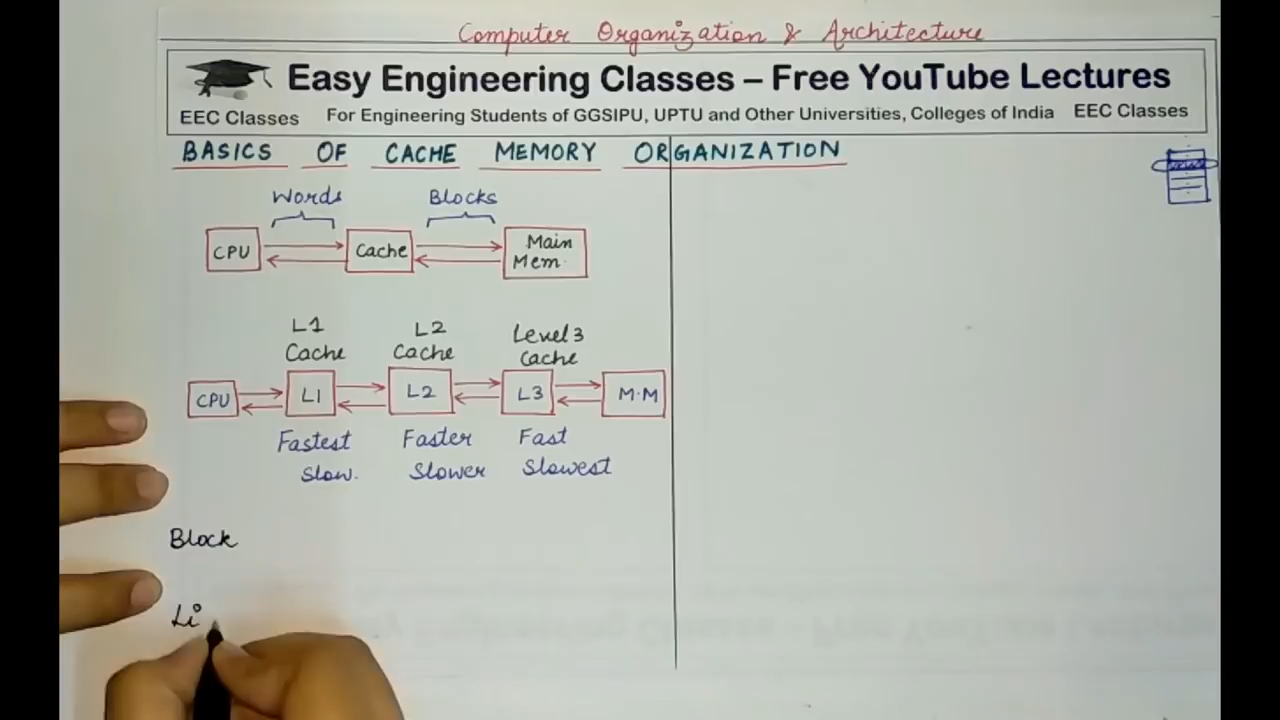 Computer Organization & Architecture
Easy Engineering Classes – Free YouTube Lectures
EEC Classes For Engineering Students of GGSIPU, UPTU and Other Universities, Colleges of India EEC Classes
BASICS OF CACHE MEMORY ORGANIZATION
Words Blocks
CPU Cache Main Mem.
L1 Cache L2 Cache Level 3 Cache
CPU L1 L2 L3 M.M
Fastest Faster Fast
Slow. Slower Slowest
Block
Li